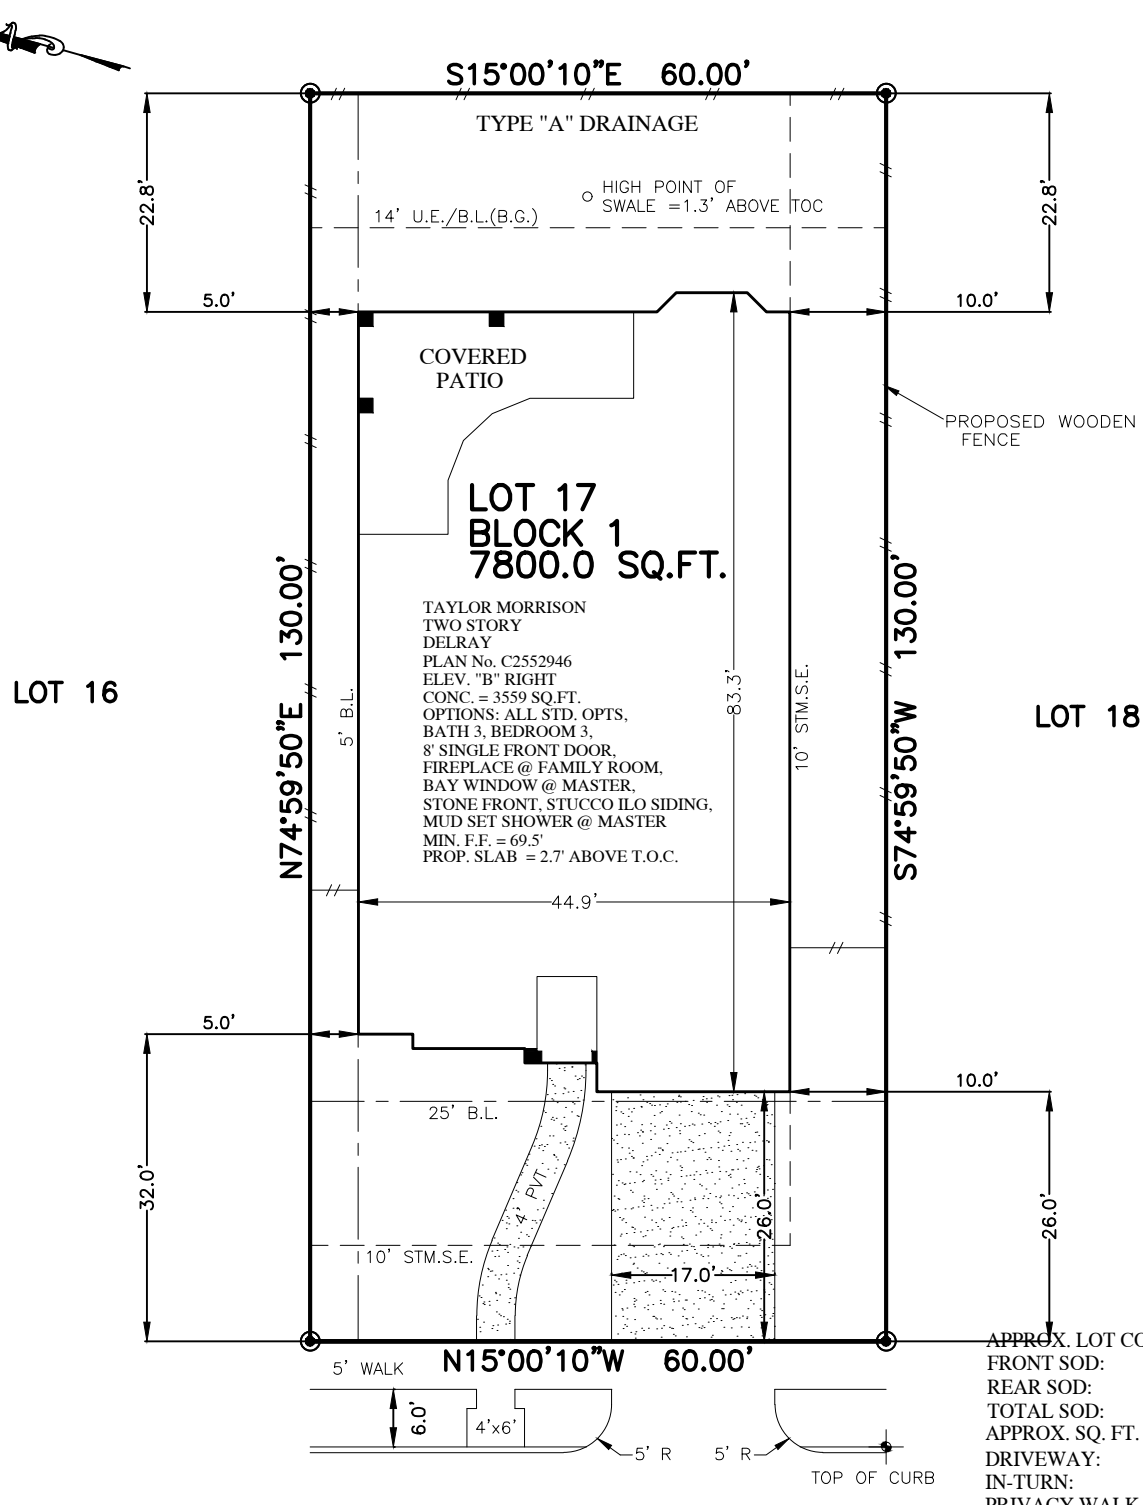 S15°00'10"E 60.00'
TYPE "A" DRAINAGE
HIGH POINT OF
SWALE =1.3' ABOVE TOC
14' U.E./B.L.(B.G.)
22.8'
22.8'
5.0'
10.0'
COVERED
PATIO
PROPOSED WOODEN
FENCE
LOT 17
BLOCK 1
7800.0 SQ.FT.
TAYLOR MORRISON
TWO STORY
DELRAY
PLAN No. C2552946
ELEV. "B" RIGHT
CONC. = 3559 SQ.FT.
OPTIONS: ALL STD. OPTS,
BATH 3, BEDROOM 3,
8' SINGLE FRONT DOOR,
FIREPLACE @ FAMILY ROOM,
BAY WINDOW @ MASTER,
STONE FRONT, STUCCO ILO SIDING,
MUD SET SHOWER @ MASTER
MIN. F.F. = 69.5'
PROP. SLAB = 2.7' ABOVE T.O.C.
LOT 16
N74°59'50"E 130.00'
5' B.L.
83.3'
10' STM.S.E.
S74°59'50"W 130.00'
LOT 18
44.9'
5.0'
10.0'
25' B.L.
32.0'
4' PVT.
26.0'
26.0'
10' STM.S.E.
17.0'
N15°00'10"W 60.00'
5' WALK
6.0'
4'x6'
5' R
5' R
TOP OF CURB
APPROX. LOT CO
FRONT SOD:
REAR SOD:
TOTAL SOD:
APPROX. SQ. FT.
DRIVEWAY:
IN-TURN:
PRIVACY WALK